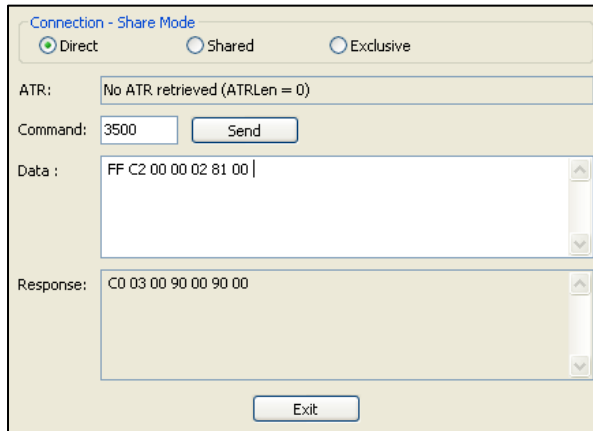 Connection - Share Mode
Direct Shared Exclusive
ATR: No ATR retrieved (ATRLen = 0)
Command: 3500 Send
Data : FF C2 00 00 02 81 00
Response: C0 03 00 90 00 90 00
Exit